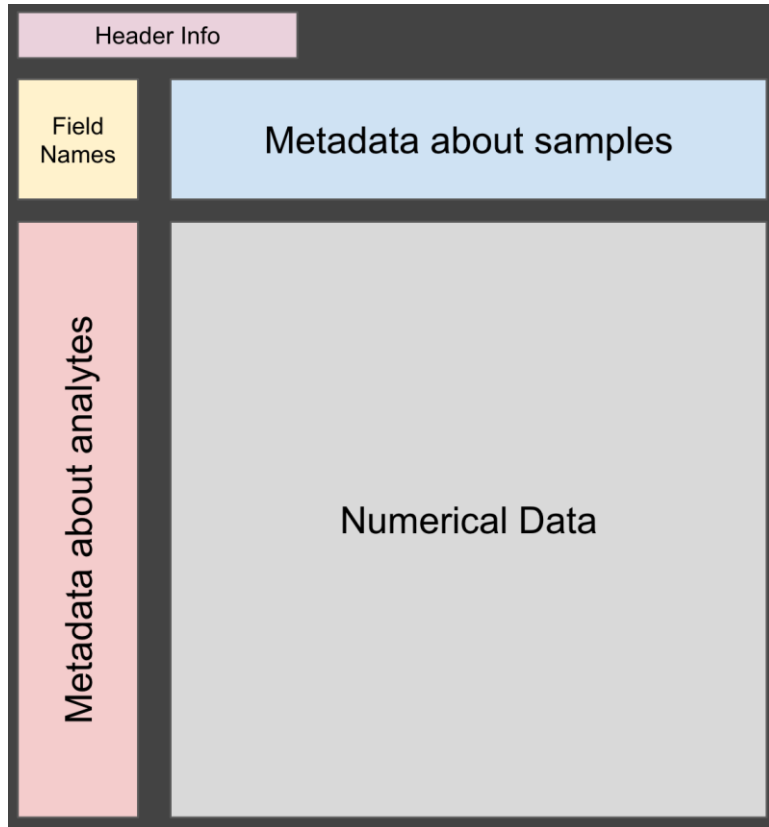 Header Info
Field
Names
Metadata about samples
Metadata about analytes
Numerical Data